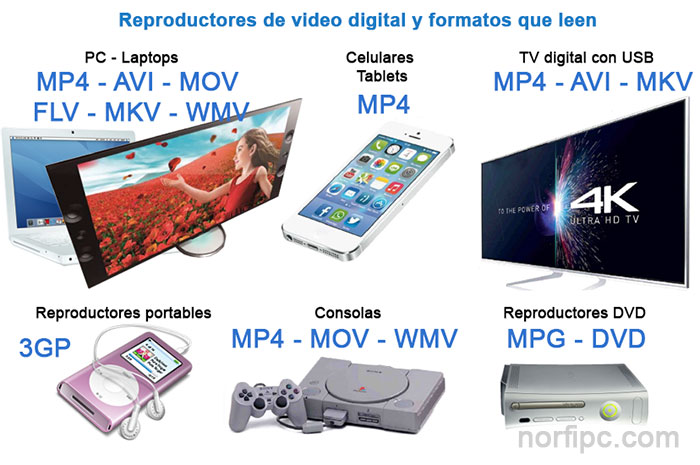 Reproductores de video digital y formatos que leen
PC - Laptops
MP4 - AVI - MOV
FLV - MKV - WMV
Celulares
Tablets
MP4
TV digital con USB
MP4 - AVI - MKV
TO THE POWER OF
4K
ULTRA HD TV
Reproductores portables
3GP
Consolas
MP4 - MOV - WMV
Reproductores DVD
MPG - DVD
norfipc.com